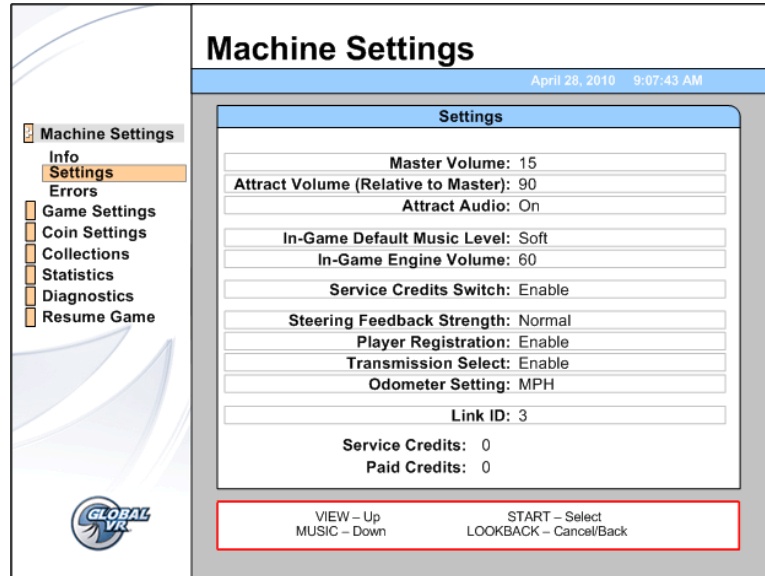 Machine Settings
April 28, 2010 9:07:43 AM
Machine Settings
Info
Settings
Errors
Game Settings
Coin Settings
Collections
Statistics
Diagnostics
Resume Game
GLOBAL
VR
Settings
Master Volume: 15
Attract Volume (Relative to Master): 90
Attract Audio: On
In-Game Default Music Level: Soft
In-Game Engine Volume: 60
Service Credits Switch: Enable
Steering Feedback Strength: Normal
Player Registration: Enable
Transmission Select: Enable
Odometer Setting: MPH
Link ID: 3
Service Credits: 0
Paid Credits: 0
VIEW – Up START – Select
MUSIC – Down LOOKBACK – Cancel/Back